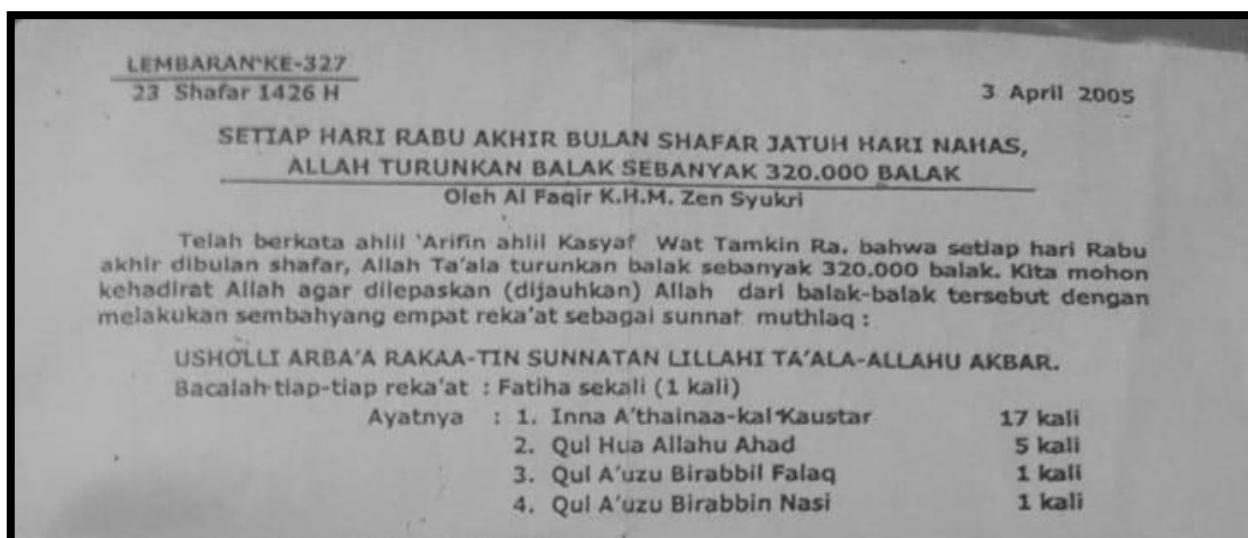 LEMBARAN KE-327
23 Shafar 1426 H
3 April 2005
SETIAP HARI RABU AKHIR BULAN SHAFAR JATUH HARI NAHAS,
ALLAH TURUNKAN BALAK SEBANYAK 320.000 BALAK
Oleh Al Faqir K.H.M. Zen Syukri
Telah berkata ahlil 'Arifin ahlil Kasyaf Wat Tamkin Ra. bahwa setiap hari Rabu
akhir dibulan shafar, Allah Ta'ala turunkan balak sebanyak 320.000 balak. Kita mohon
kehadirat Allah agar dilepaskan (dijauhkan) Allah dari balak-balak tersebut dengan
melakukan sembahyang empat reka'at sebagai sunnat muthlaq :
USHOLLI ARBA'A RAKAA-TIN SUNNATAN LILLAHI TA'ALA-ALLAHU AKBAR.
Bacalah tiap-tiap reka'at : Fatiha sekali (1 kali)
Ayatnya : 1. Inna A'thainaa-kal Kaustar 17 kali
2. Qul Hua Allahu Ahad 5 kali
3. Qul A'uzu Birabbil Falaq 1 kali
4. Qul A'uzu Birabbin Nasi 1 kali